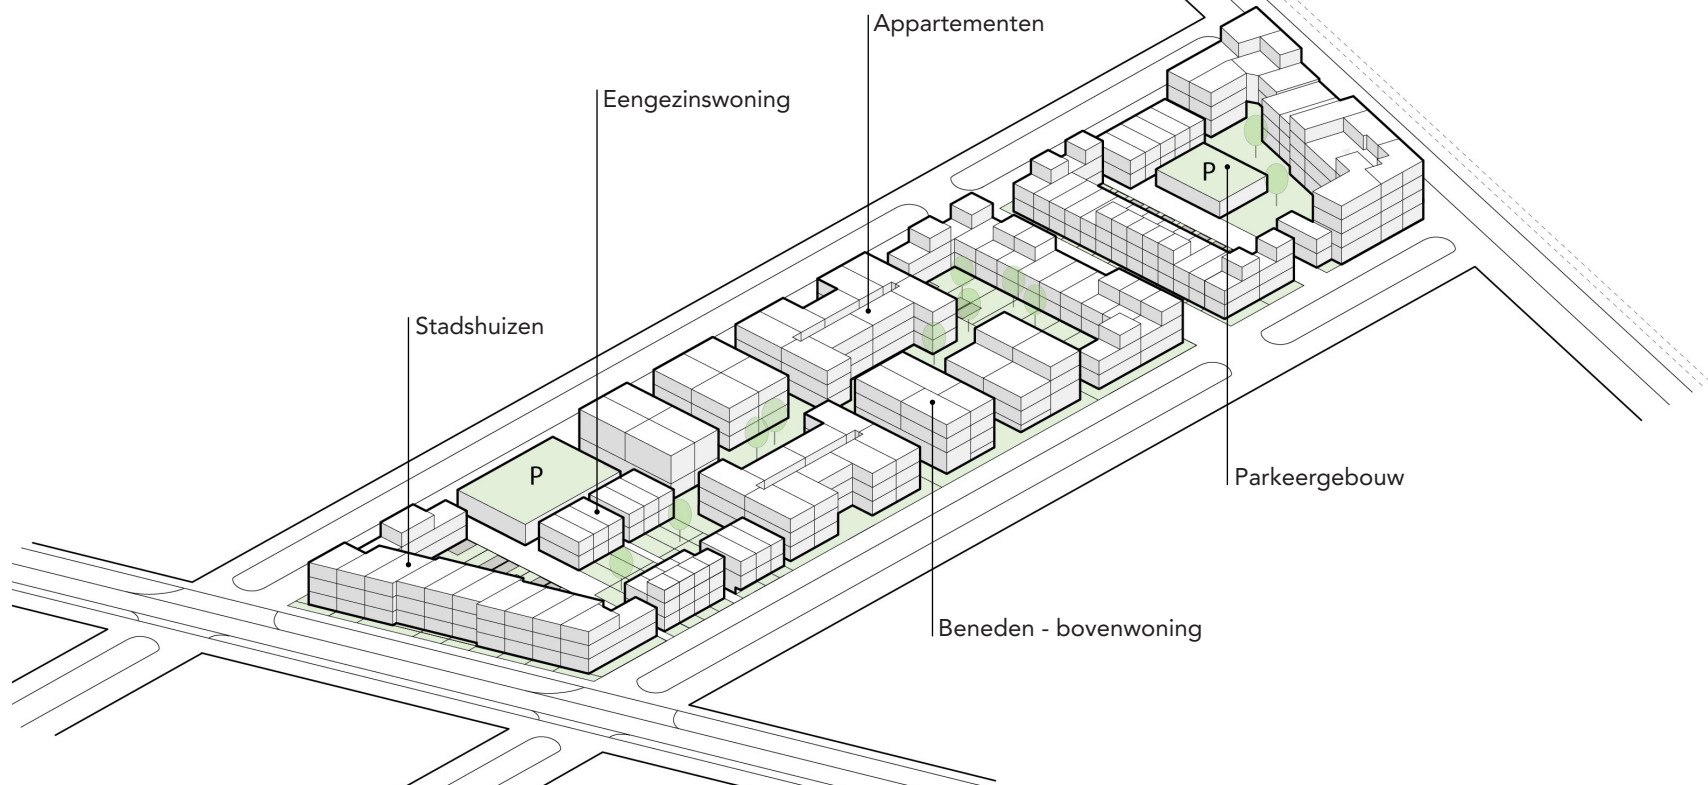 Appartementen
Eengezinswoning
P
Stadshuizen
P
Parkeergebouw
Beneden - bovenwoning